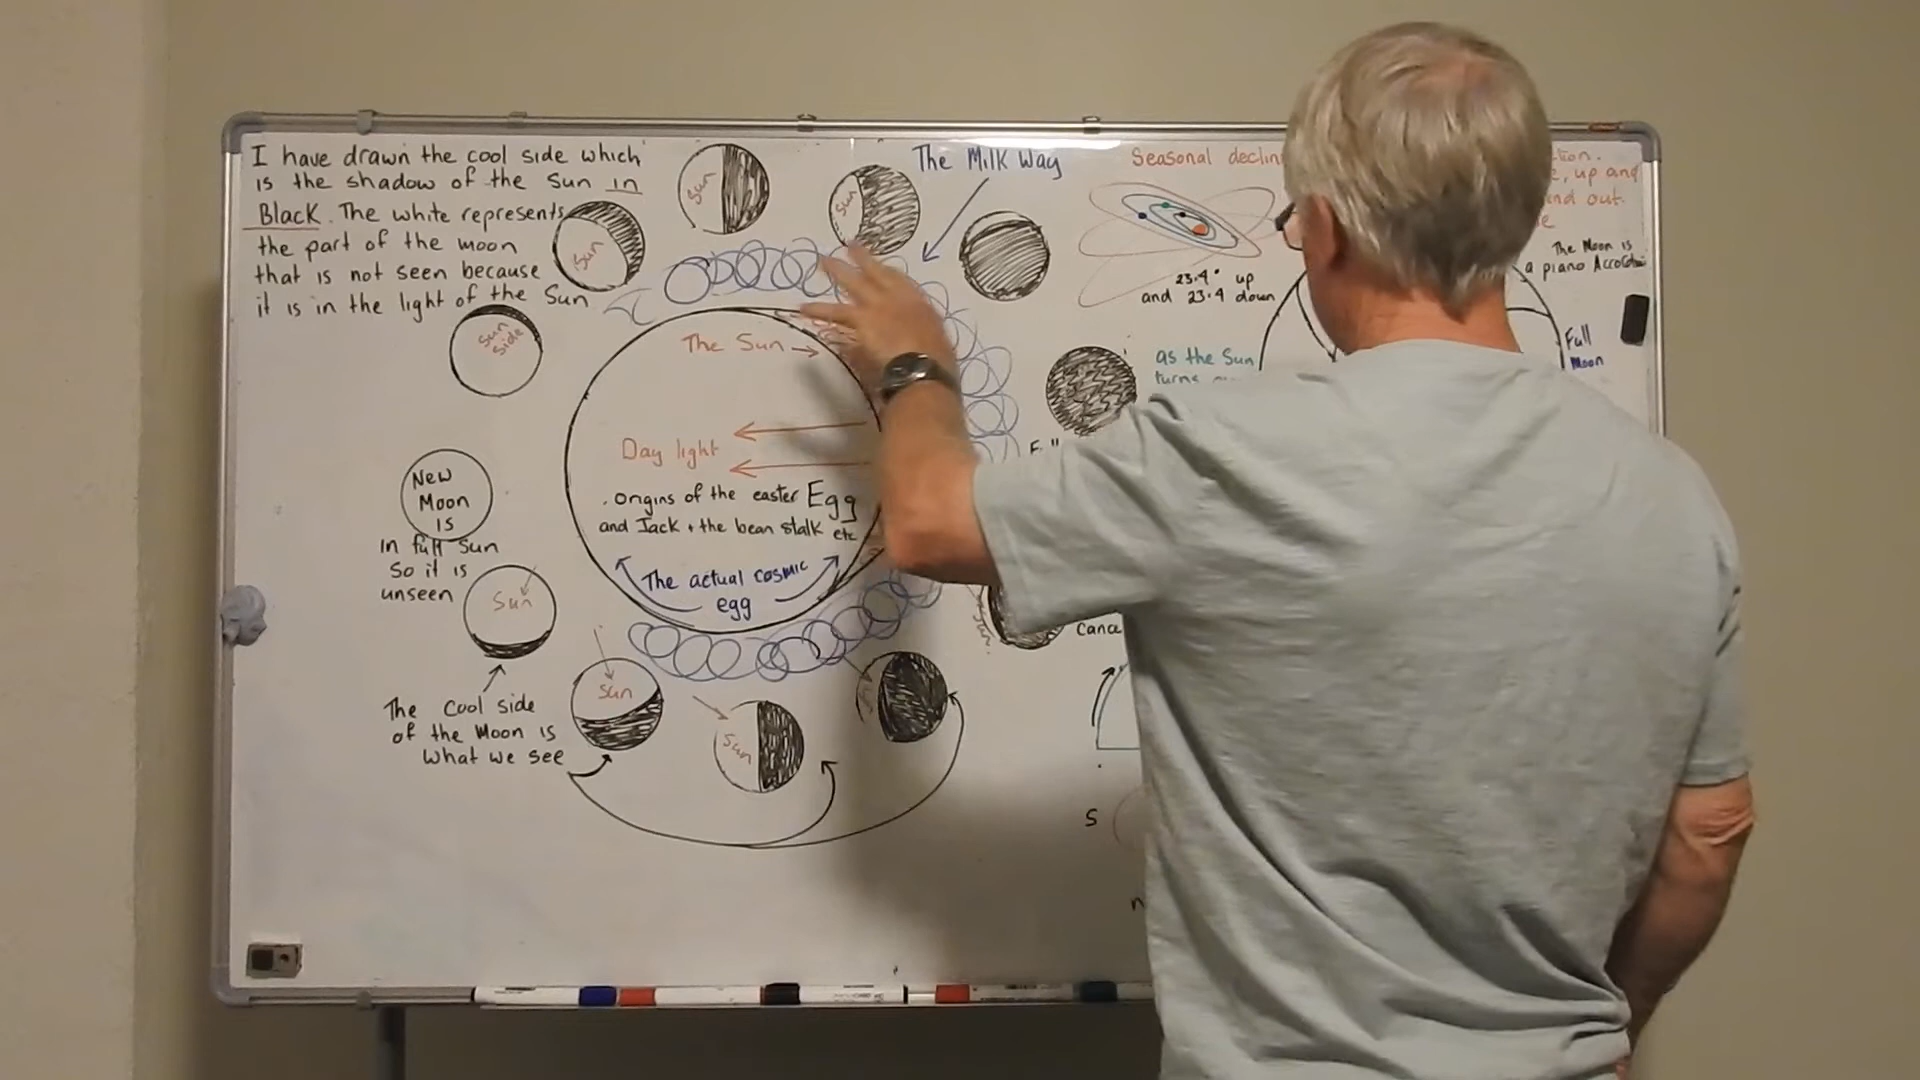 I have drawn the cool side which
is the shadow of the Sun in
Black. The white represents
the part of the moon
that is not seen because
it is in the light of the Sun
Sun
Sun
Sun
Sun
side
The Milk Way
Seasonal
23.4° up
and 23.4 down
up and
out.
The Moon is
a piano
Full
Moon
as the Sun
turns
The Sun
Day light
. Origins of the easter Egg
and Jack + the bean stalk etc
The actual cosmic
egg
New
Moon
is
In full Sun
So it is
unseen
Sun
The Cool side
of the Moon is
what we see
Sun
Sun
Sun
S
n